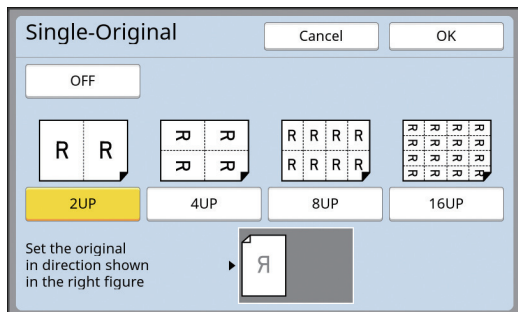 Single-Original
Cancel
OK
OFF
R R
R R
R R
R R R R
R R R R
R R R R
R R R R
R R R R
R R R R
2UP
4UP
8UP
16UP
Set the original
in direction shown
in the right figure
R